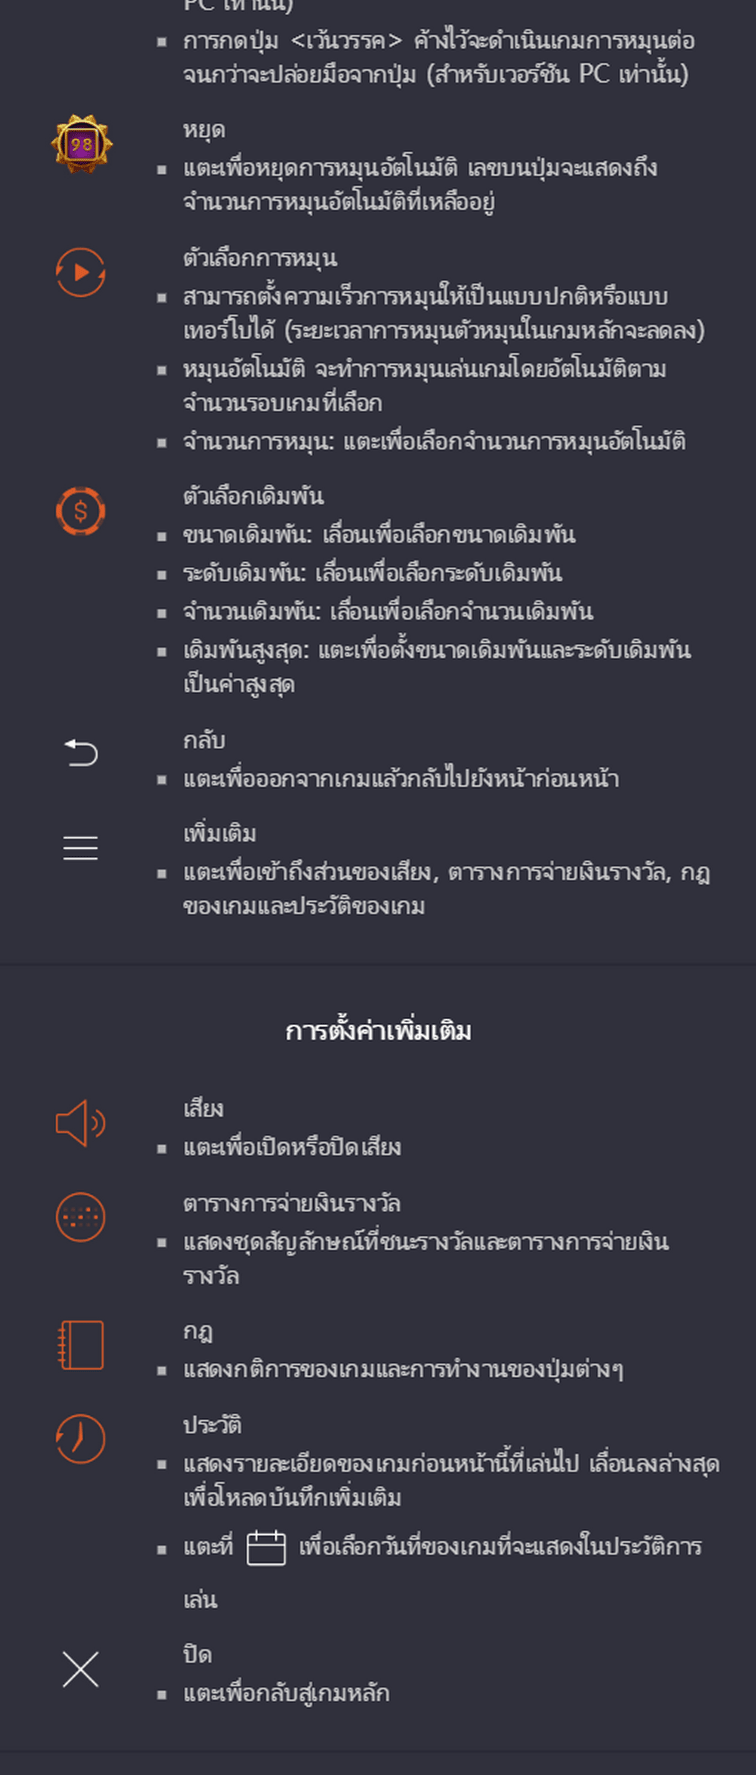 PC เท่านั้น)
▪ การกดปุ่ม <เว้นวรรค> ค้างไว้จะดำเนินเกมการหมุนต่อ
จนกว่าจะปล่อยมือจากปุ่ม (สำหรับเวอร์ชัน PC เท่านั้น)
98
หยุด
▪ แตะเพื่อหยุดการหมุนอัตโนมัติ เลขบนปุ่มจะแสดงถึง
จำนวนการหมุนอัตโนมัติที่เหลืออยู่
ตัวเลือกการหมุน
▪ สามารถตั้งความเร็วการหมุนให้เป็นแบบปกติหรือแบบ
เทอร์โบได้ (ระยะเวลาการหมุนตัวหมุนในเกมหลักจะลดลง)
▪ หมุนอัตโนมัติ จะทำการหมุนเล่นเกมโดยอัตโนมัติตาม
จำนวนรอบเกมที่เลือก
▪ จำนวนการหมุน: แตะเพื่อเลือกจำนวนการหมุนอัตโนมัติ
$
ตัวเลือกเดิมพัน
▪ ขนาดเดิมพัน: เลื่อนเพื่อเลือกขนาดเดิมพัน
▪ ระดับเดิมพัน: เลื่อนเพื่อเลือกระดับเดิมพัน
▪ จำนวนเดิมพัน: เลื่อนเพื่อเลือกจำนวนเดิมพัน
▪ เดิมพันสูงสุด: แตะเพื่อตั้งขนาดเดิมพันและระดับเดิมพัน
เป็นค่าสูงสุด
กลับ
▪ แตะเพื่อออกจากเกมแล้วกลับไปยังหน้าก่อนหน้า
เพิ่มเติม
▪ แตะเพื่อเข้าถึงส่วนของเสียง, ตารางการจ่ายเงินรางวัล, กฎ
ของเกมและประวัติของเกม
การตั้งค่าเพิ่มเติม
เสียง
▪ แตะเพื่อเปิดหรือปิดเสียง
ตารางการจ่ายเงินรางวัล
▪ แสดงชุดสัญลักษณ์ที่ชนะรางวัลและตารางการจ่ายเงิน
รางวัล
กฎ
▪ แสดงกติการของเกมและการทำงานของปุ่มต่างๆ
ประวัติ
▪ แสดงรายละเอียดของเกมก่อนหน้านี้ที่เล่นไป เลื่อนลงล่างสุด
เพื่อโหลดบันทึกเพิ่มเติม
▪ แตะที่ เพื่อเลือกวันที่ของเกมที่จะแสดงในประวัติการ
เล่น
ปิด
▪ แตะเพื่อกลับสู่เกมหลัก